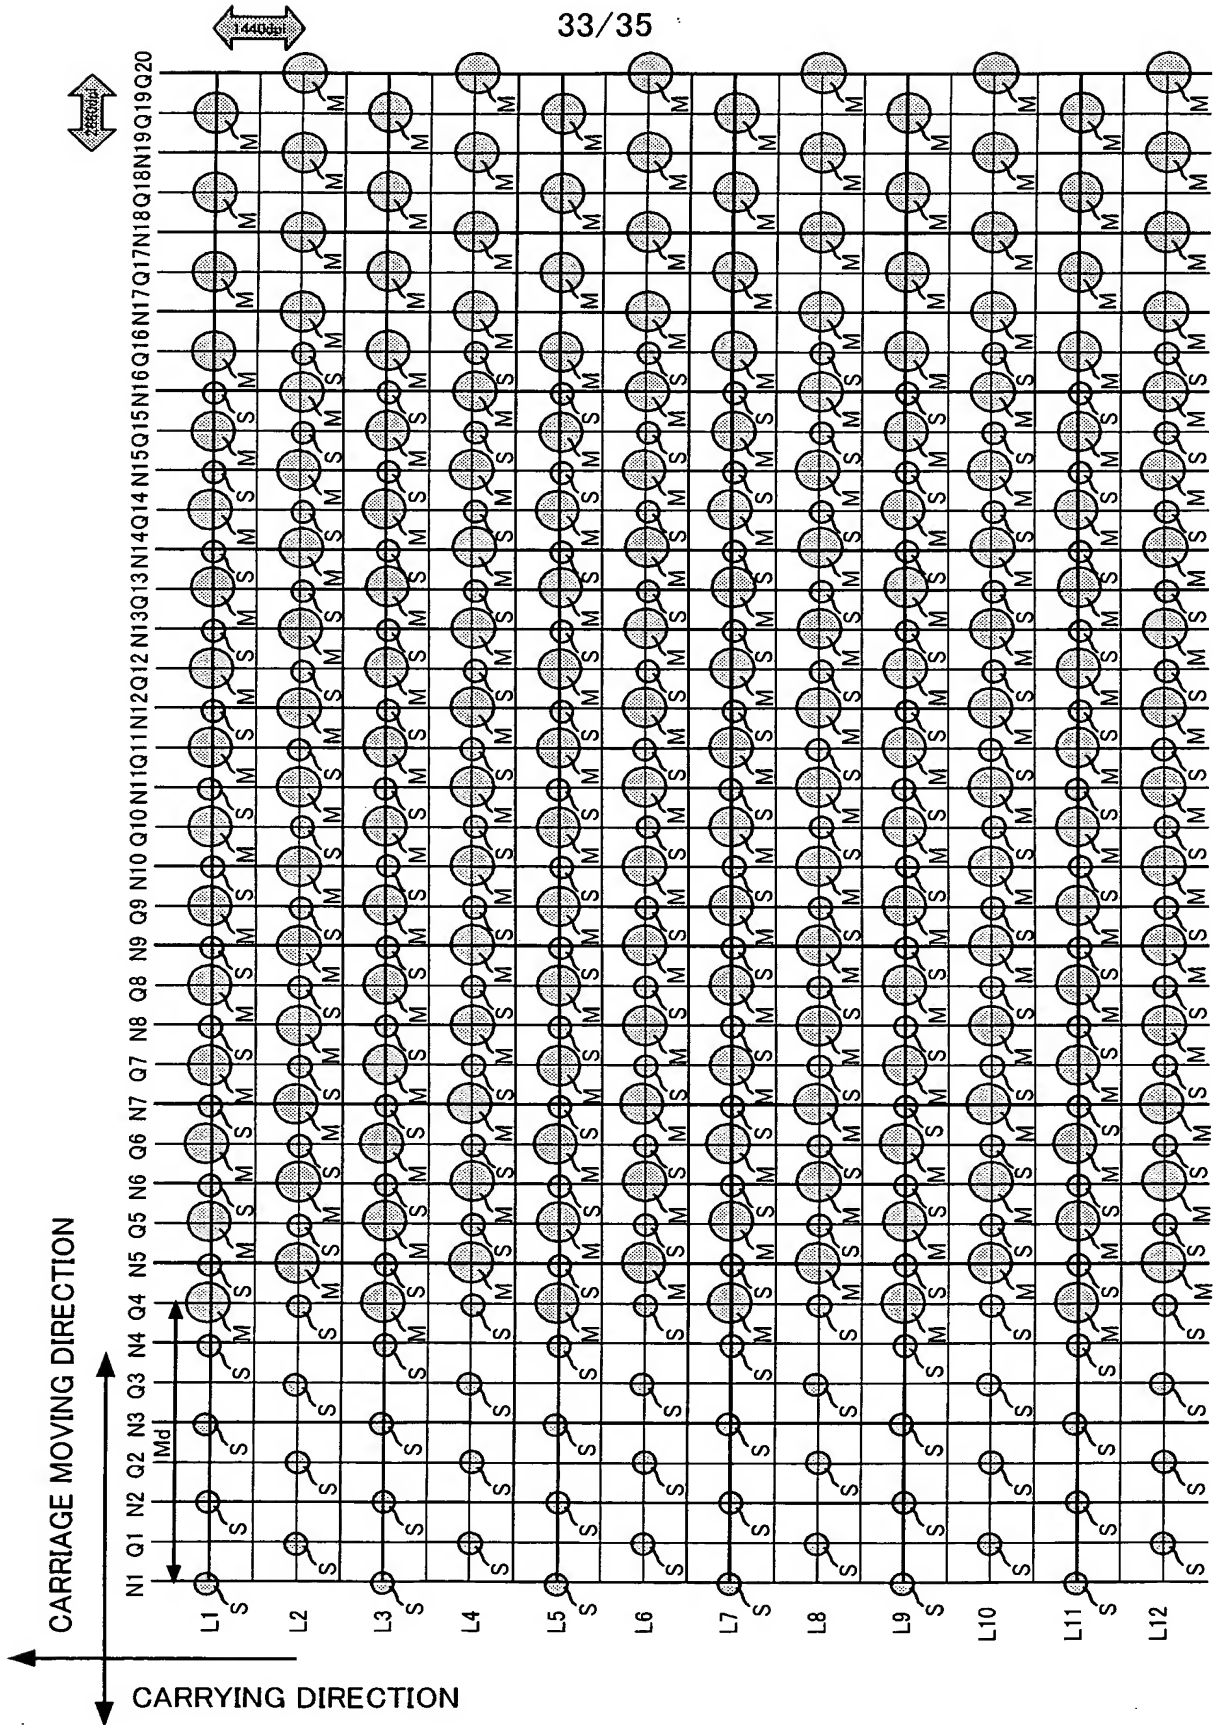 33/35
CARRIAGE MOVING DIRECTION
CARRYING DIRECTION
2880dpi
1440dpi
N1 Q1 N2 Q2 N3 Q3 N4 Q4 N5 Q5 N6 Q6 N7 Q7 N8 Q8 N9 Q9 N10 Q10 N11 Q11 N12 Q12 N13 Q13 N14 Q14 N15 Q15 N16 Q16 N17 Q17 N18 Q18 N19 Q19 Q20
Md
L1 S S S S M S M S M S M S M S M S M S M S M S M S M S M S M M M M
L2 S S S S M S M S M S M S M S M S M S M S M S M S M S M S M M M M
L3 S S S S M S M S M S M S M S M S M S M S M S M S M S M S M M M M
L4 S S S S M S M S M S M S M S M S M S M S M S M S M S M S M M M M
L5 S S S S M S M S M S M S M S M S M S M S M S M S M S M S M M M M
L6 S S S S M S M S M S M S M S M S M S M S M S M S M S M S M M M M
L7 S S S S M S M S M S M S M S M S M S M S M S M S M S M S M M M M
L8 S S S S M S M S M S M S M S M S M S M S M S M S M S M S M M M M
L9 S S S S M S M S M S M S M S M S M S M S M S M S M S M S M M M M
L10 S S S S M S M S M S M S M S M S M S M S M S M S M S M S M M M M
L11 S S S S M S M S M S M S M S M S M S M S M S M S M S M S M M M M
L12 S S S S M S M S M S M S M S M S M S M S M S M S M S M S M M M M